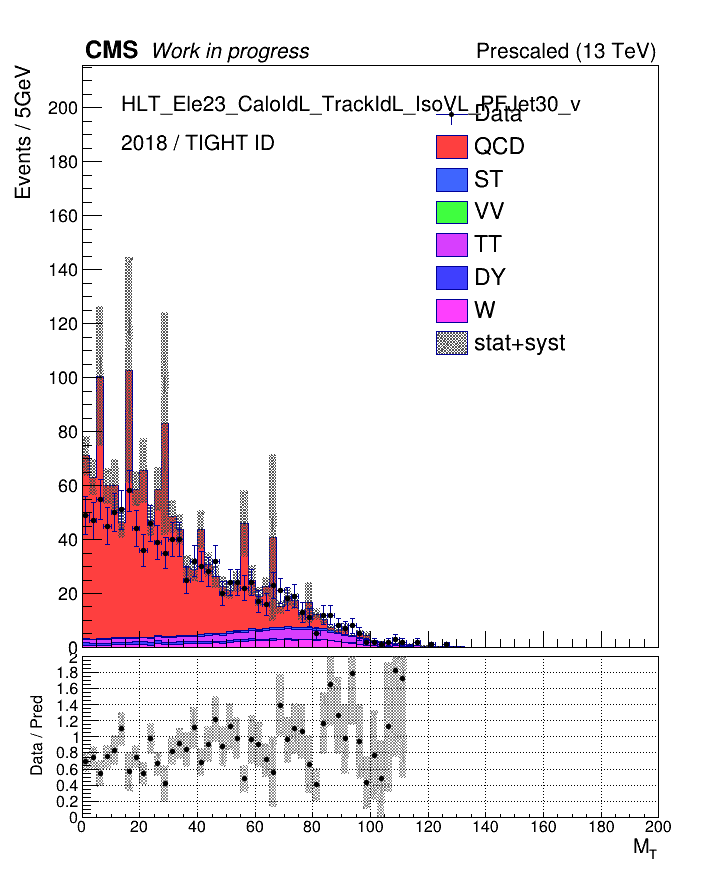 CMS Work in progress Prescaled (13 TeV)
Events / 5GeV
HLT_Ele23_CaloIdL_TrackIdL_IsoVL_PFJet30_v
2018 / TIGHT ID
Data
QCD
ST
VV
TT
DY
W
stat+syst
200
180
160
140
120
100
80
60
40
20
0
Data / Pred
2
1.8
1.6
1.4
1.2
1
0.8
0.6
0.4
0.2
0
0 20 40 60 80 100 120 140 160 180 200
M_T